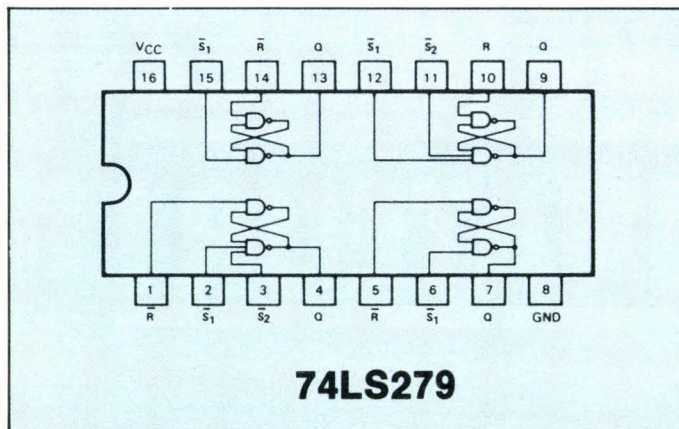 VCC S̄1 R̄ Q S̄1 S̄2 R Q
16 15 14 13 12 11 10 9
1 2 3 4 5 6 7 8
R̄ S̄1 S̄2 Q R̄ S̄1 Q GND
74LS279